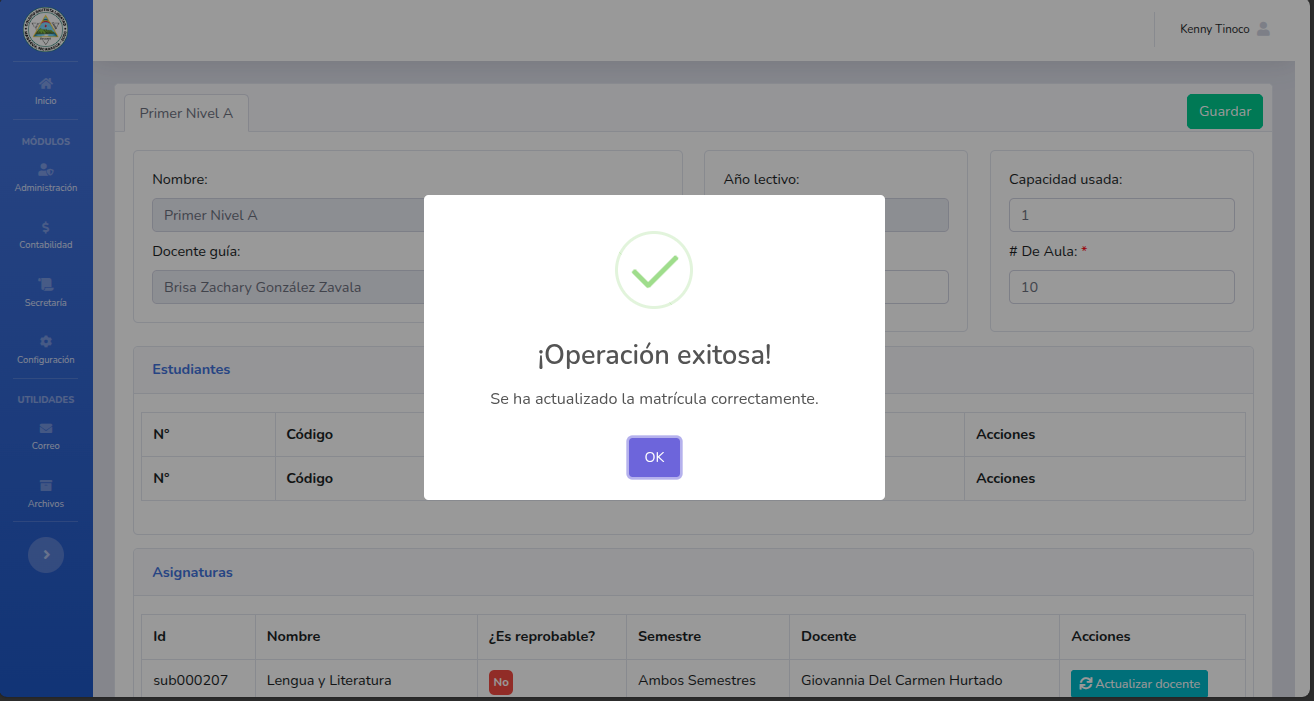 Kenny Tinoco
Inicio
MÓDULOS
Administración
Contabilidad
Secretaría
Configuración
UTILIDADES
Correo
Archivos
Primer Nivel A
Guardar
Nombre:
Primer Nivel A
Docente guía:
Brisa Zachary González Zavala
Año lectivo:
Capacidad usada:
1
# De Aula: *
10
¡Operación exitosa!
Se ha actualizado la matrícula correctamente.
OK
Estudiantes
N° Código Acciones
N° Código Acciones
Asignaturas
Id Nombre ¿Es reprobable? Semestre Docente Acciones
sub000207 Lengua y Literatura No Ambos Semestres Giovannia Del Carmen Hurtado Actualizar docente